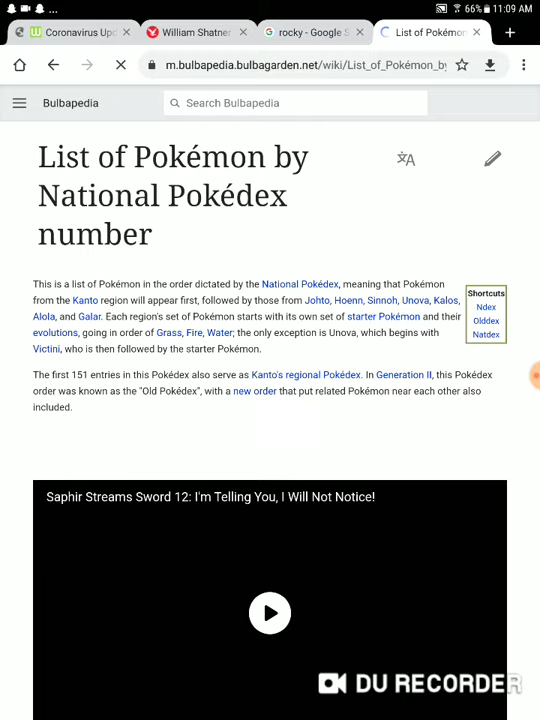 ... 66% 11:09 AM
Coronavirus Upd
William Shatner
rocky - Google S
List of Pokémon
m.bulbapedia.bulbagarden.net/wiki/List_of_Pokémon_by
Bulbapedia
Search Bulbapedia
List of Pokémon by
National Pokédex
number
This is a list of Pokémon in the order dictated by the National Pokédex, meaning that Pokémon
from the Kanto region will appear first, followed by those from Johto, Hoenn, Sinnoh, Unova, Kalos,
Alola, and Galar. Each region's set of Pokémon starts with its own set of starter Pokémon and their
evolutions, going in order of Grass, Fire, Water; the only exception is Unova, which begins with
Victini, who is then followed by the starter Pokémon.
Shortcuts
Ndex
Olddex
Natdex
The first 151 entries in this Pokédex also serve as Kanto's regional Pokédex. In Generation II, this Pokédex
order was known as the "Old Pokédex", with a new order that put related Pokémon near each other also
included.
Saphir Streams Sword 12: I'm Telling You, I Will Not Notice!
DU RECORDER